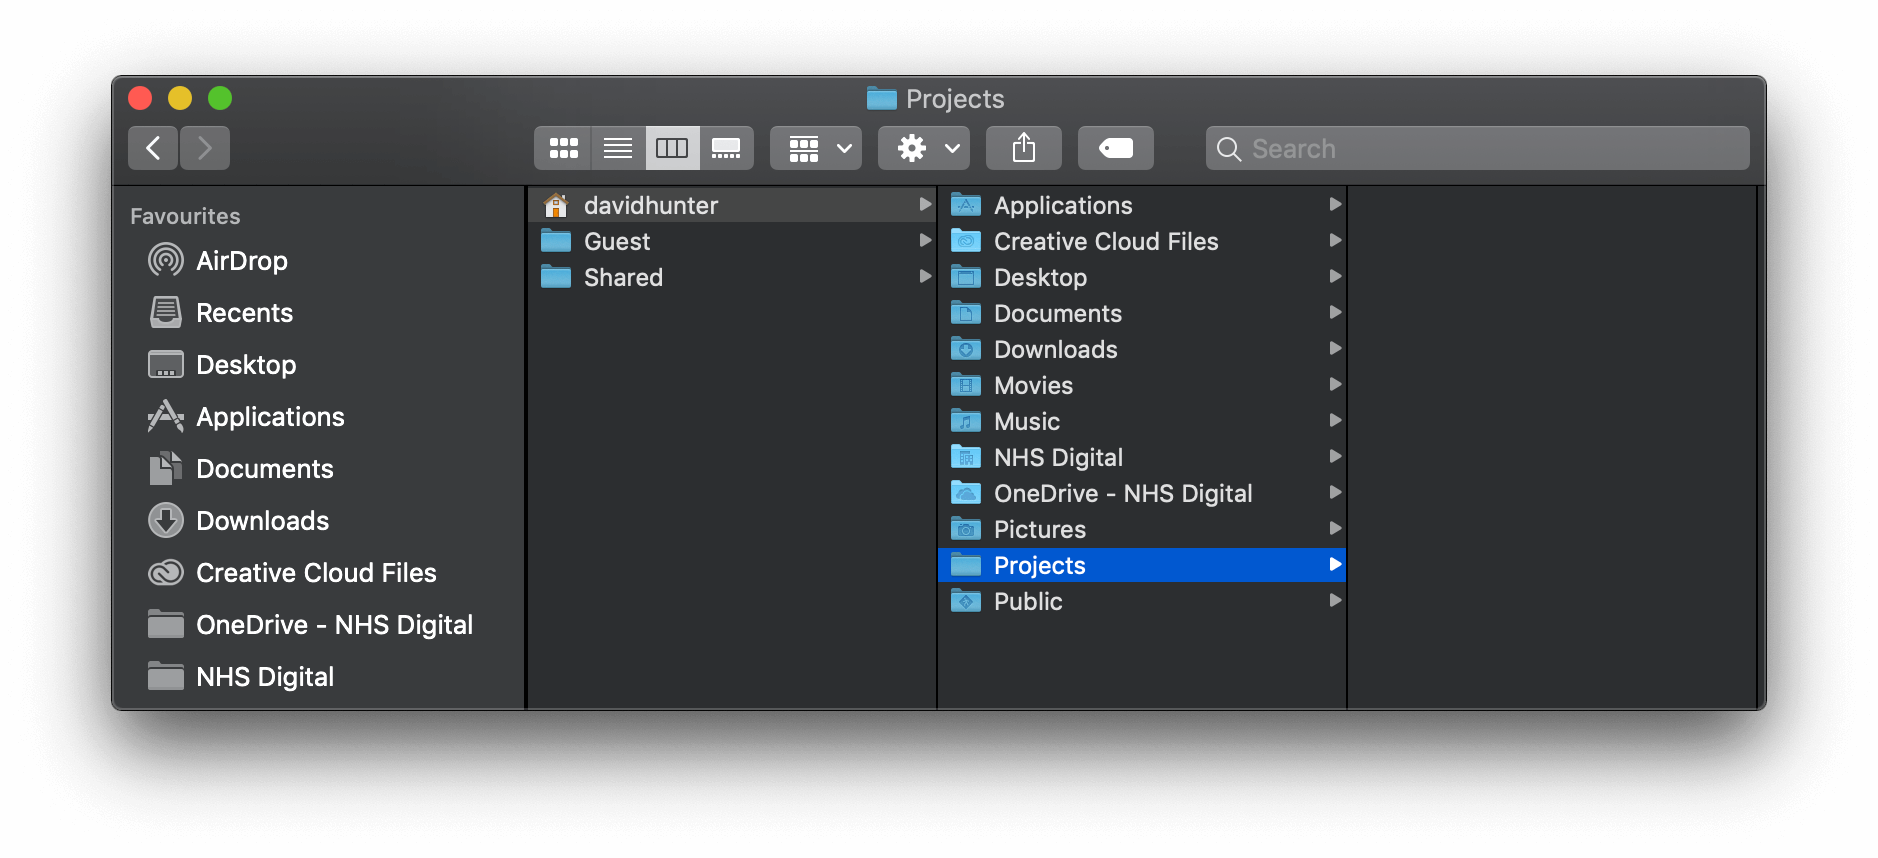 Projects
Search
Favourites
AirDrop
Recents
Desktop
Applications
Documents
Downloads
Creative Cloud Files
OneDrive - NHS Digital
NHS Digital
davidhunter
Guest
Shared
Applications
Creative Cloud Files
Desktop
Documents
Downloads
Movies
Music
NHS Digital
OneDrive - NHS Digital
Pictures
Projects
Public